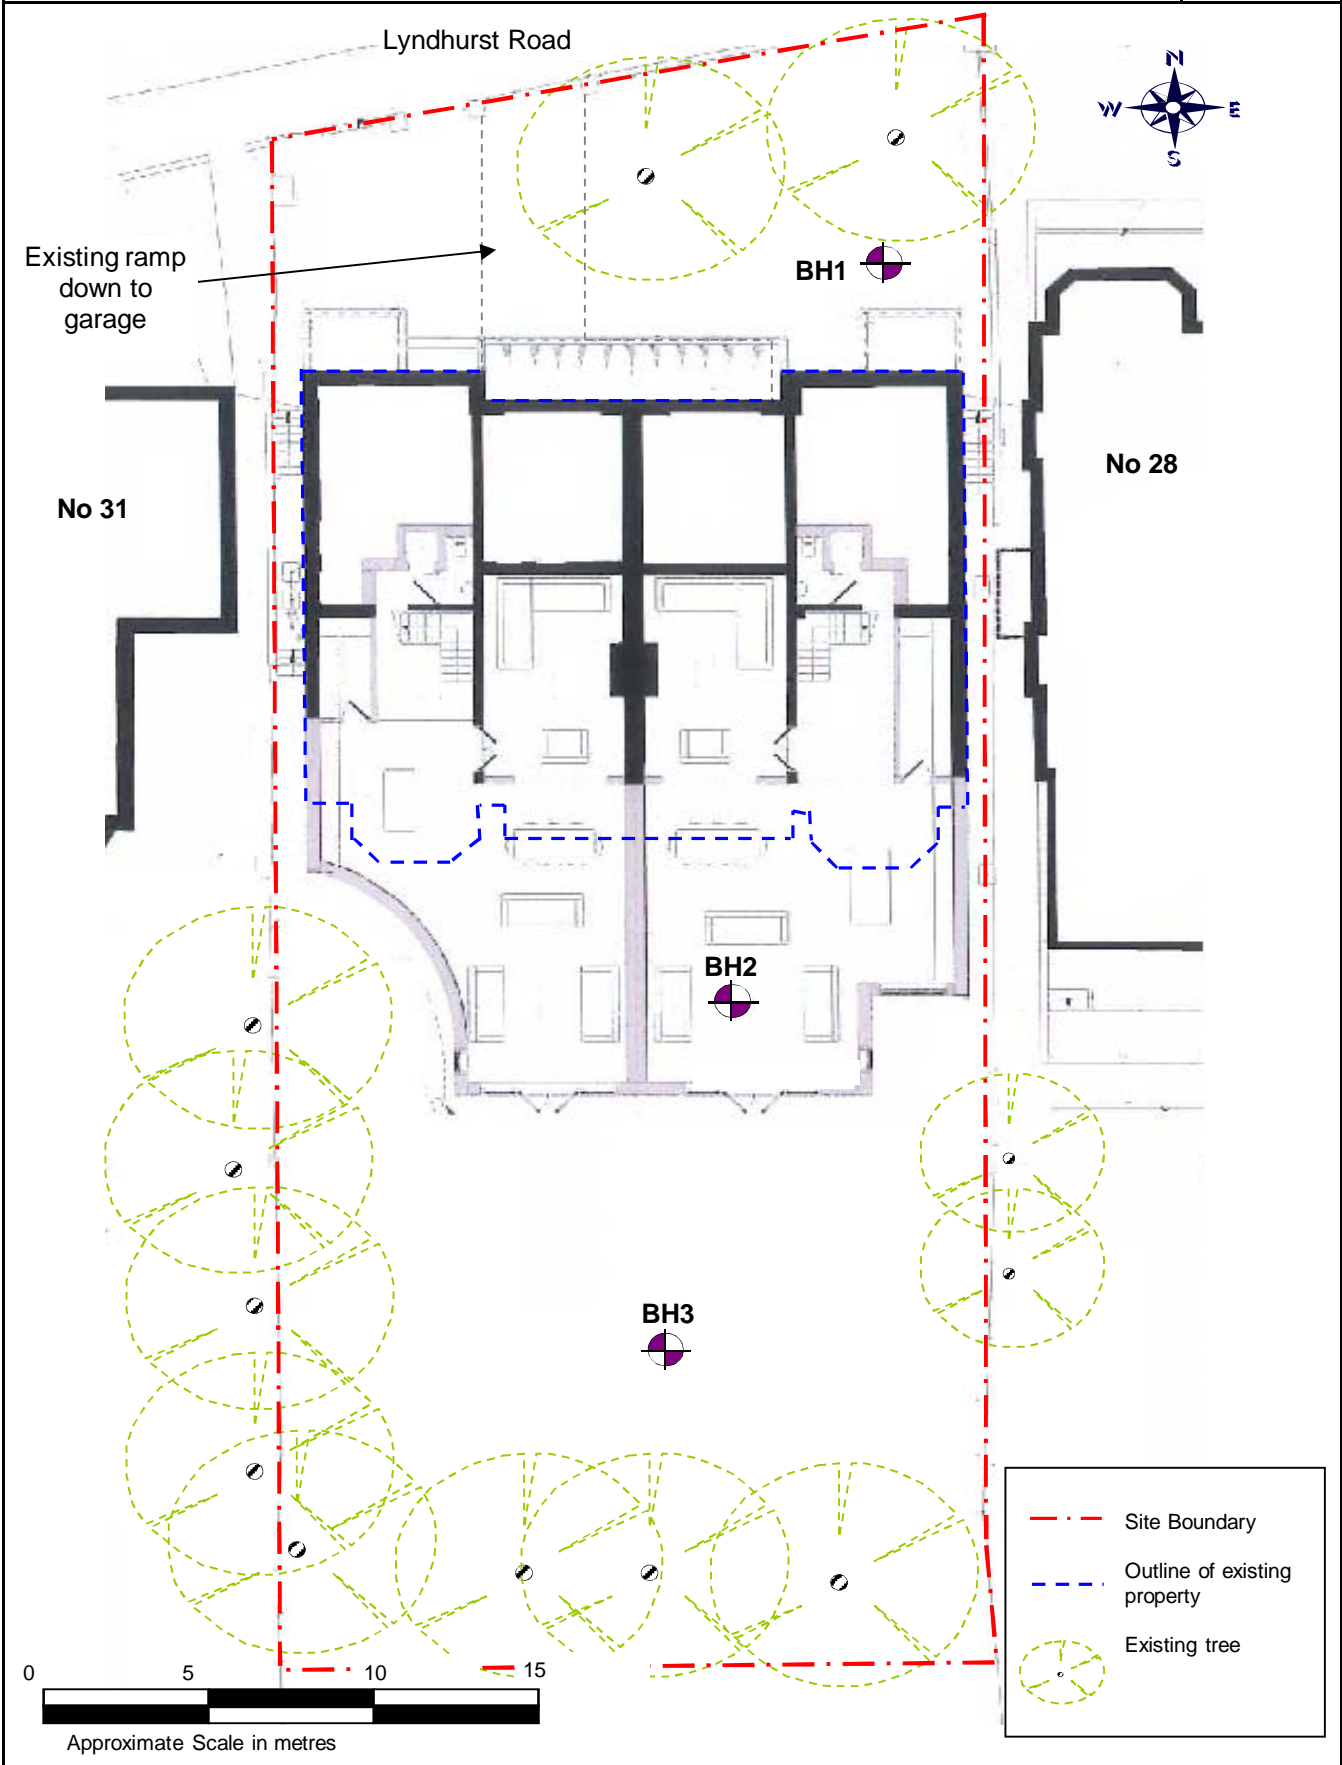 Lyndhurst Road
N
W
E
S
Existing ramp
down to
garage
BH1
No 28
No 31
BH2
BH3
Site Boundary
Outline of existing
property
Existing tree
0 5 10 15
Approximate Scale in metres